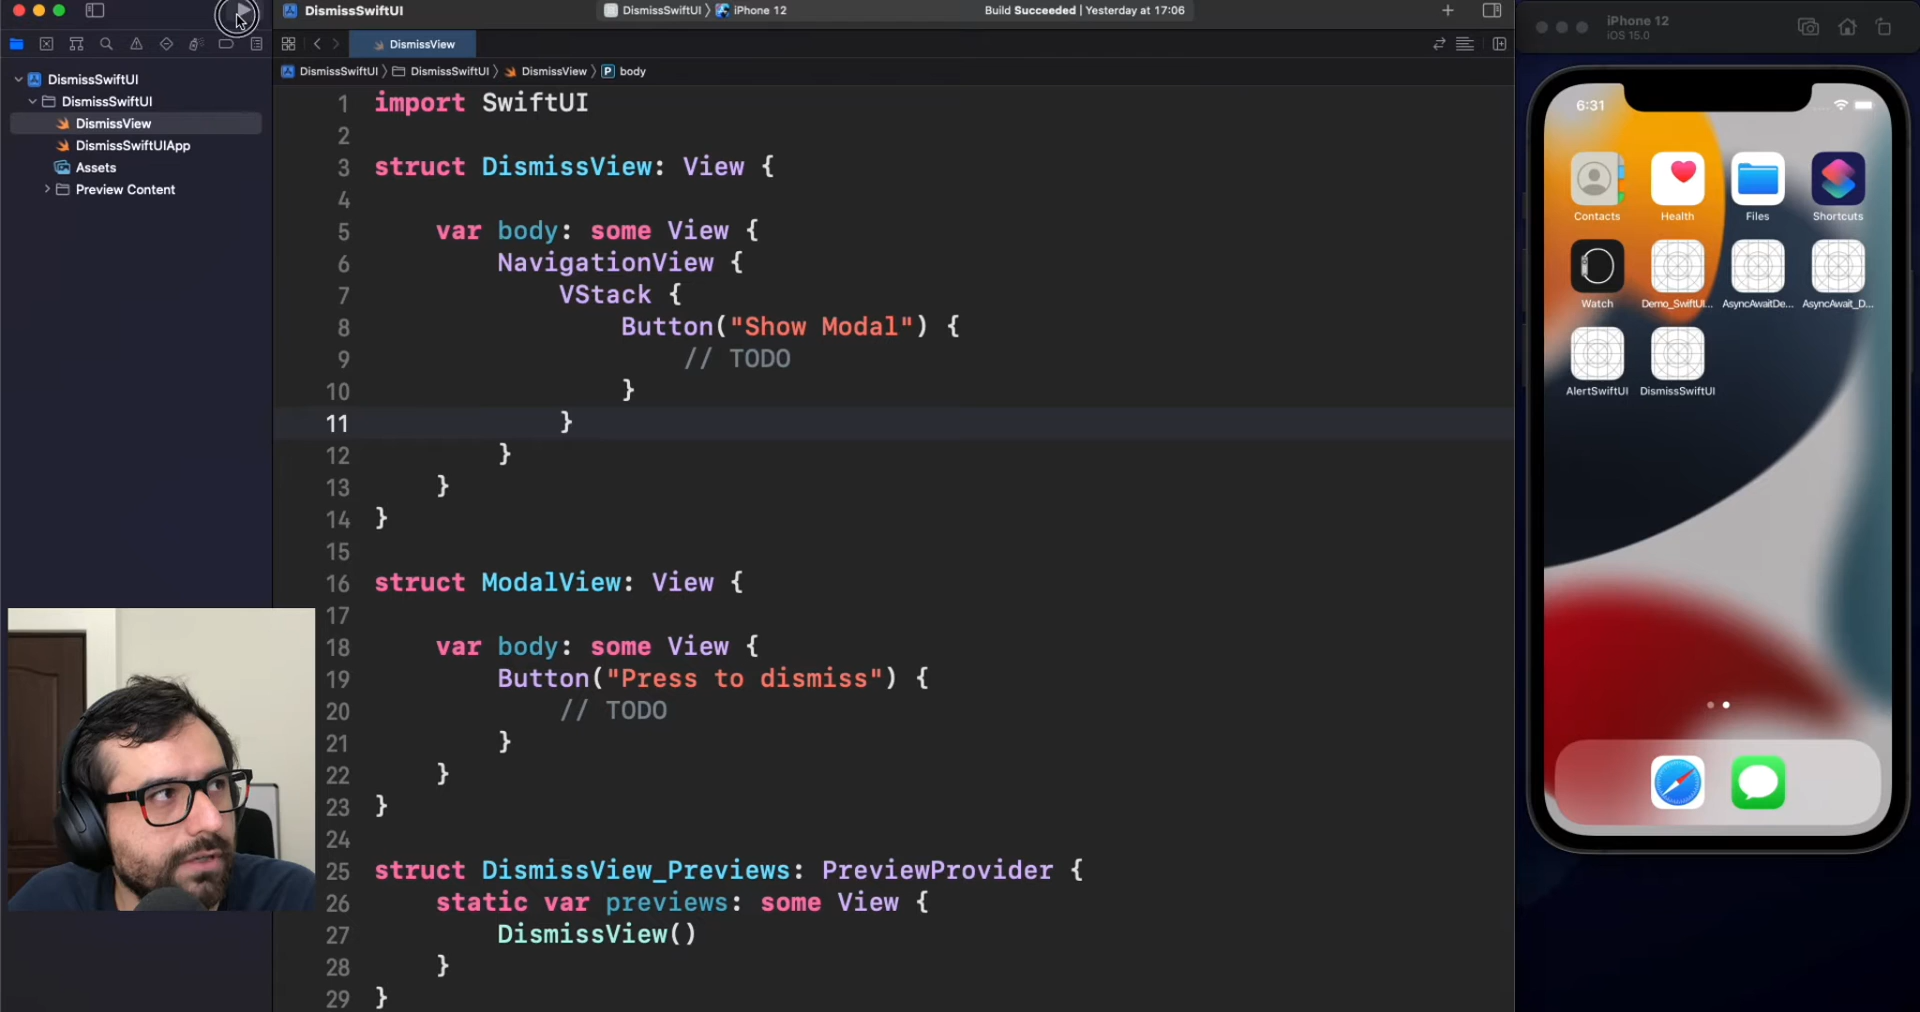 DismissSwiftUI
DismissSwiftUI 〉 iPhone 12
Build Succeeded | Yesterday at 17:06
DismissView
DismissSwiftUI 〉 DismissSwiftUI 〉 DismissView 〉 P body
DismissSwiftUI
DismissSwiftUI
DismissView
DismissSwiftUIApp
Assets
Preview Content
1 import SwiftUI
2
3 struct DismissView: View {
4
5 var body: some View {
6 NavigationView {
7 VStack {
8 Button("Show Modal") {
9 // TODO
10 }
11 }
12 }
13 }
14 }
15
16 struct ModalView: View {
17
18 var body: some View {
19 Button("Press to dismiss") {
20 // TODO
21 }
22 }
23 }
24
25 struct DismissView_Previews: PreviewProvider {
26 static var previews: some View {
27 DismissView()
28 }
29 }
iPhone 12
iOS 15.0
6:31
Contacts Health Files Shortcuts
Watch Demo_SwiftUI... AsyncAwaitDe... AsyncAwait_D...
AlertSwiftUI DismissSwiftUI